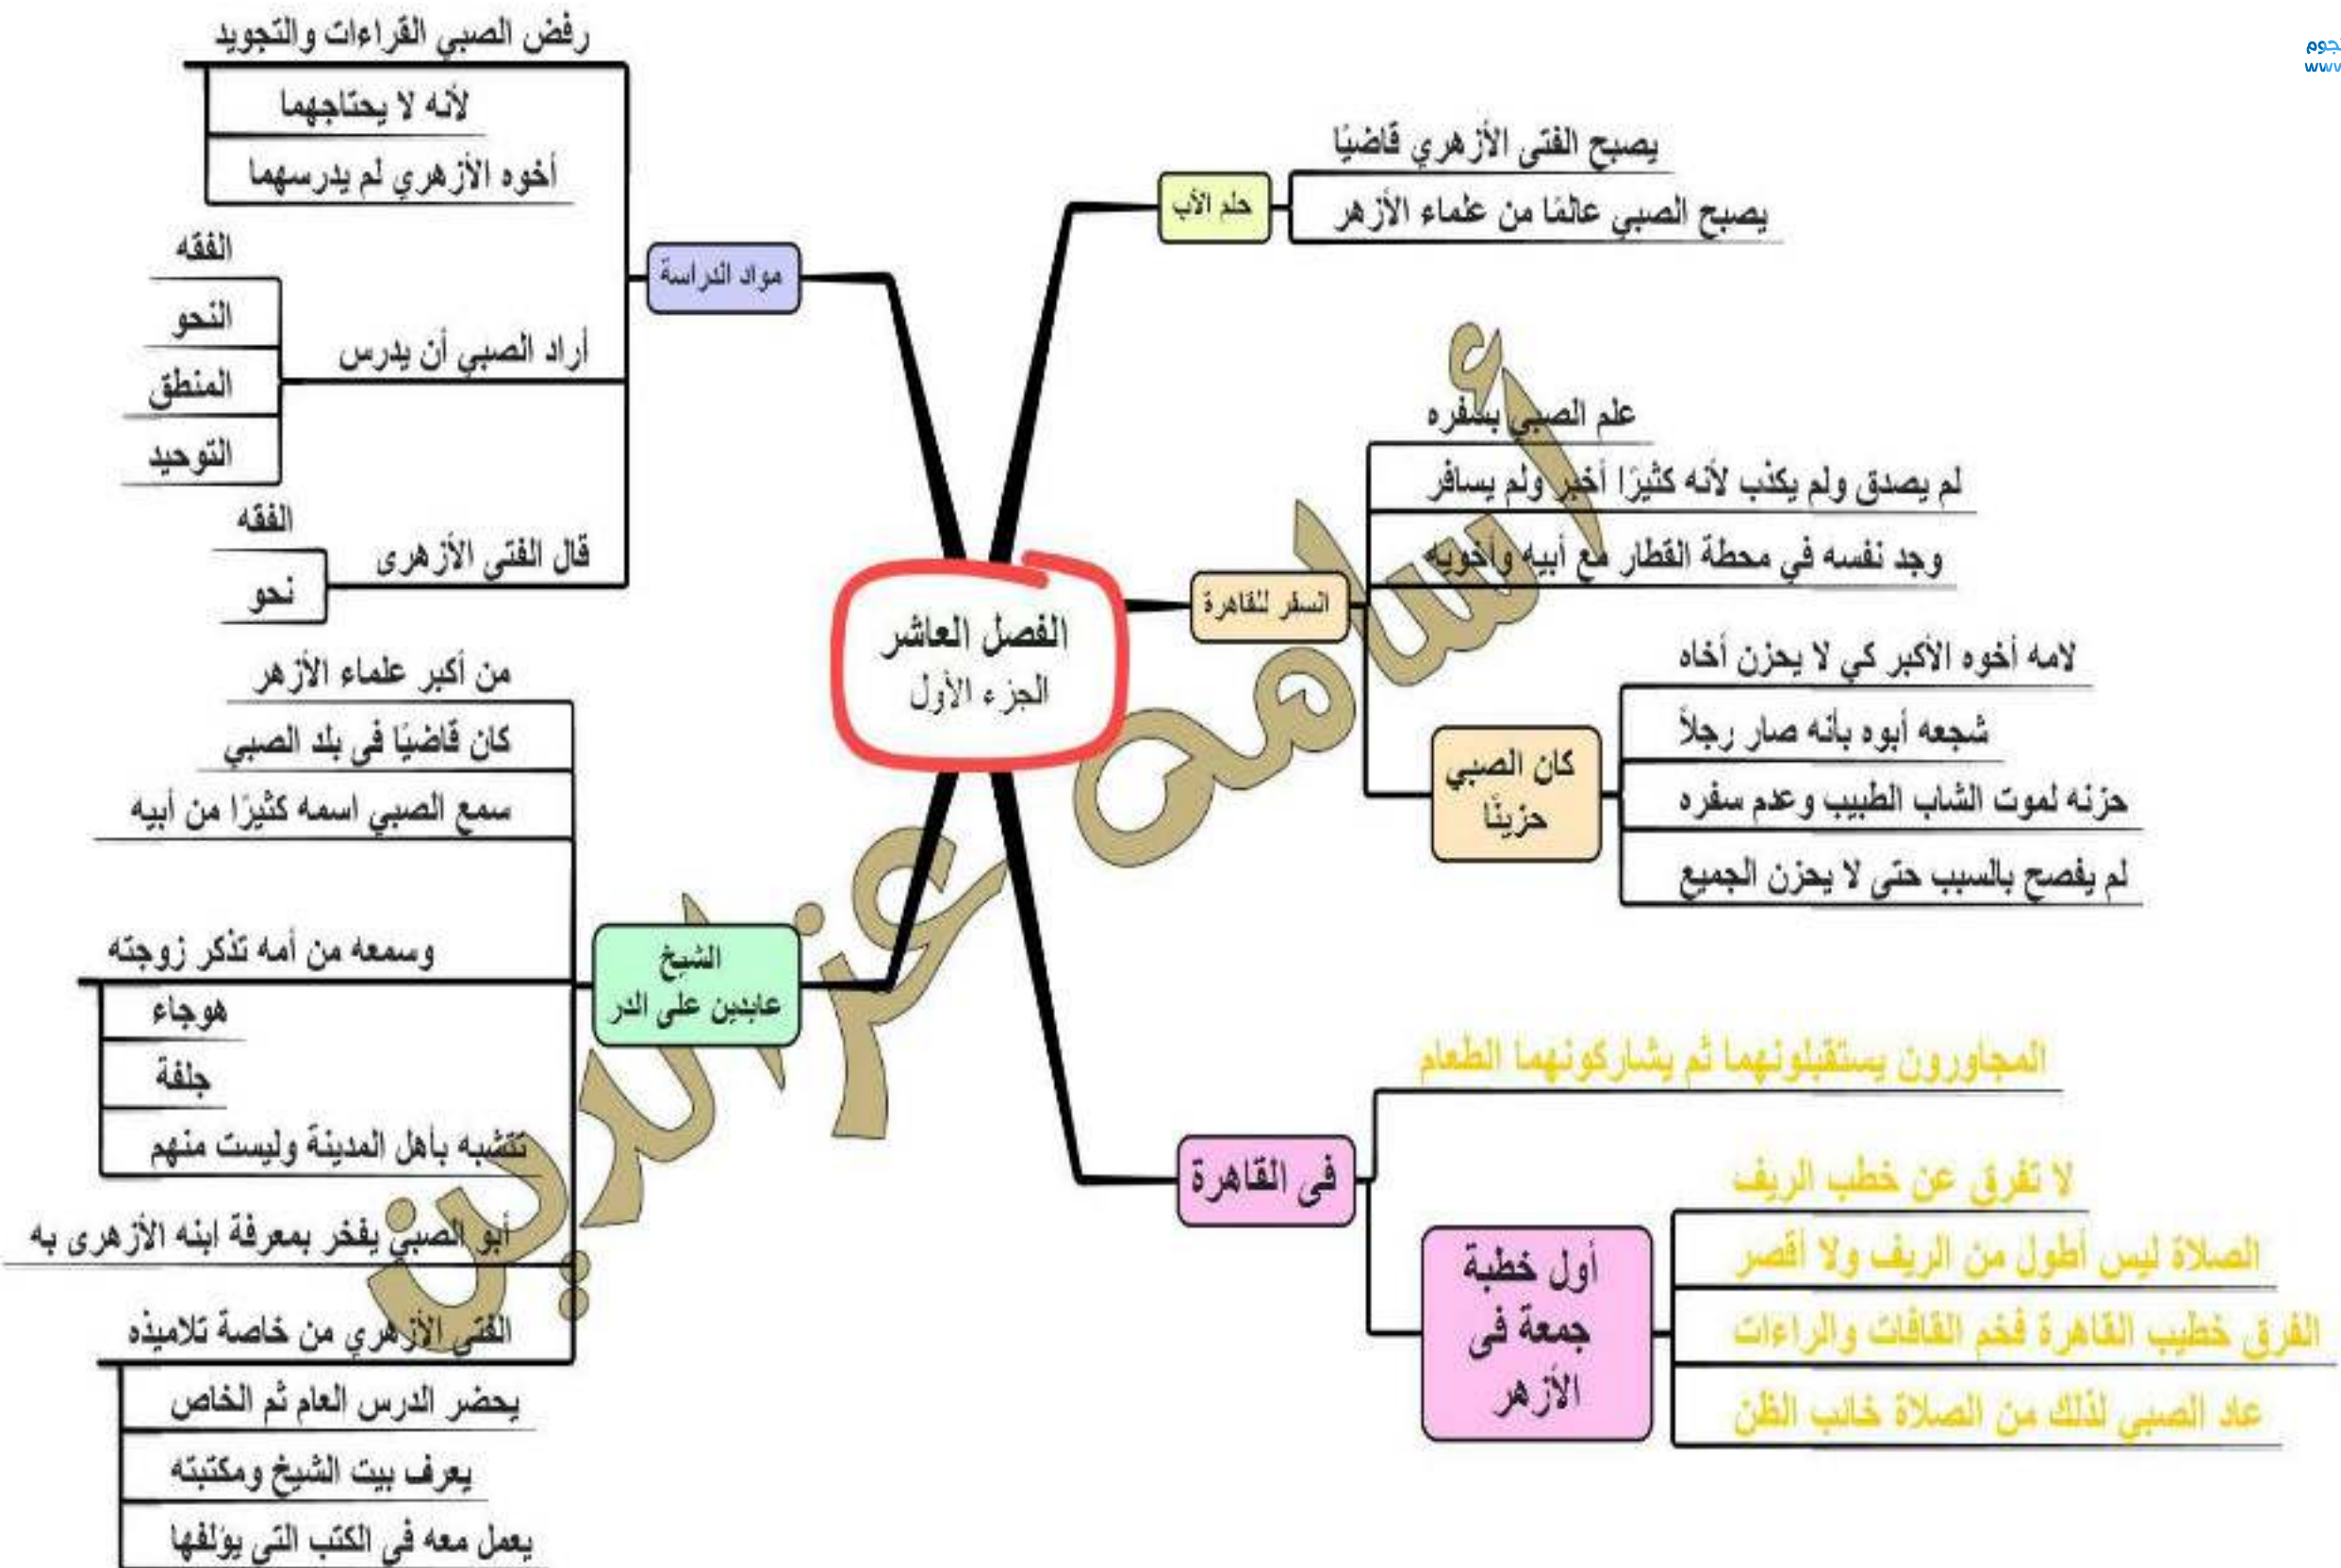 الفصل العاشر
الجزء الأول
حلم الأب
يصبح الفتى الأزهري قاضيًا
يصبح الصبي عالمًا من علماء الأزهر
السفر للقاهرة
علم الصبي بسفره
لم يصدق ولم يكذب لأنه كثيرًا أخبر ولم يسافر
وجد نفسه في محطة القطار مع أبيه وأخويه
كان الصبي
حزينًا
لامه أخوه الأكبر كي لا يحزن أخاه
شجعه أبوه بأنه صار رجلاً
حزنه لموت الشاب الطبيب وعدم سفره
لم يفصح بالسبب حتى لا يحزن الجميع
فى القاهرة
المجاورون يستقبلونهما ثم يشاركونهما الطعام
أول خطبة
جمعة فى
الأزهر
لا تفرق عن خطب الريف
الصلاة ليس أطول من الريف ولا أقصر
الفرق خطيب القاهرة فخم القافات والراءات
عاد الصبي لذلك من الصلاة خائب الظن
مواد الدراسة
رفض الصبي القراءات والتجويد
لأنه لا يحتاجهما
أخوه الأزهري لم يدرسهما
أراد الصبي أن يدرس
الفقه
النحو
المنطق
التوحيد
قال الفتى الأزهرى
الفقه
نحو
الشيخ
عابدين على الدر
من أكبر علماء الأزهر
كان قاضيًا فى بلد الصبي
سمع الصبي اسمه كثيرًا من أبيه
وسمعه من أمه تذكر زوجته
هوجاء
جلفة
تتشبه بأهل المدينة وليست منهم
أبو الصبي يفخر بمعرفة ابنه الأزهرى به
الفتى الأزهري من خاصة تلاميذه
يحضر الدرس العام ثم الخاص
يعرف بيت الشيخ ومكتبته
يعمل معه فى الكتب التى يؤلفها
أسامه عز الدين